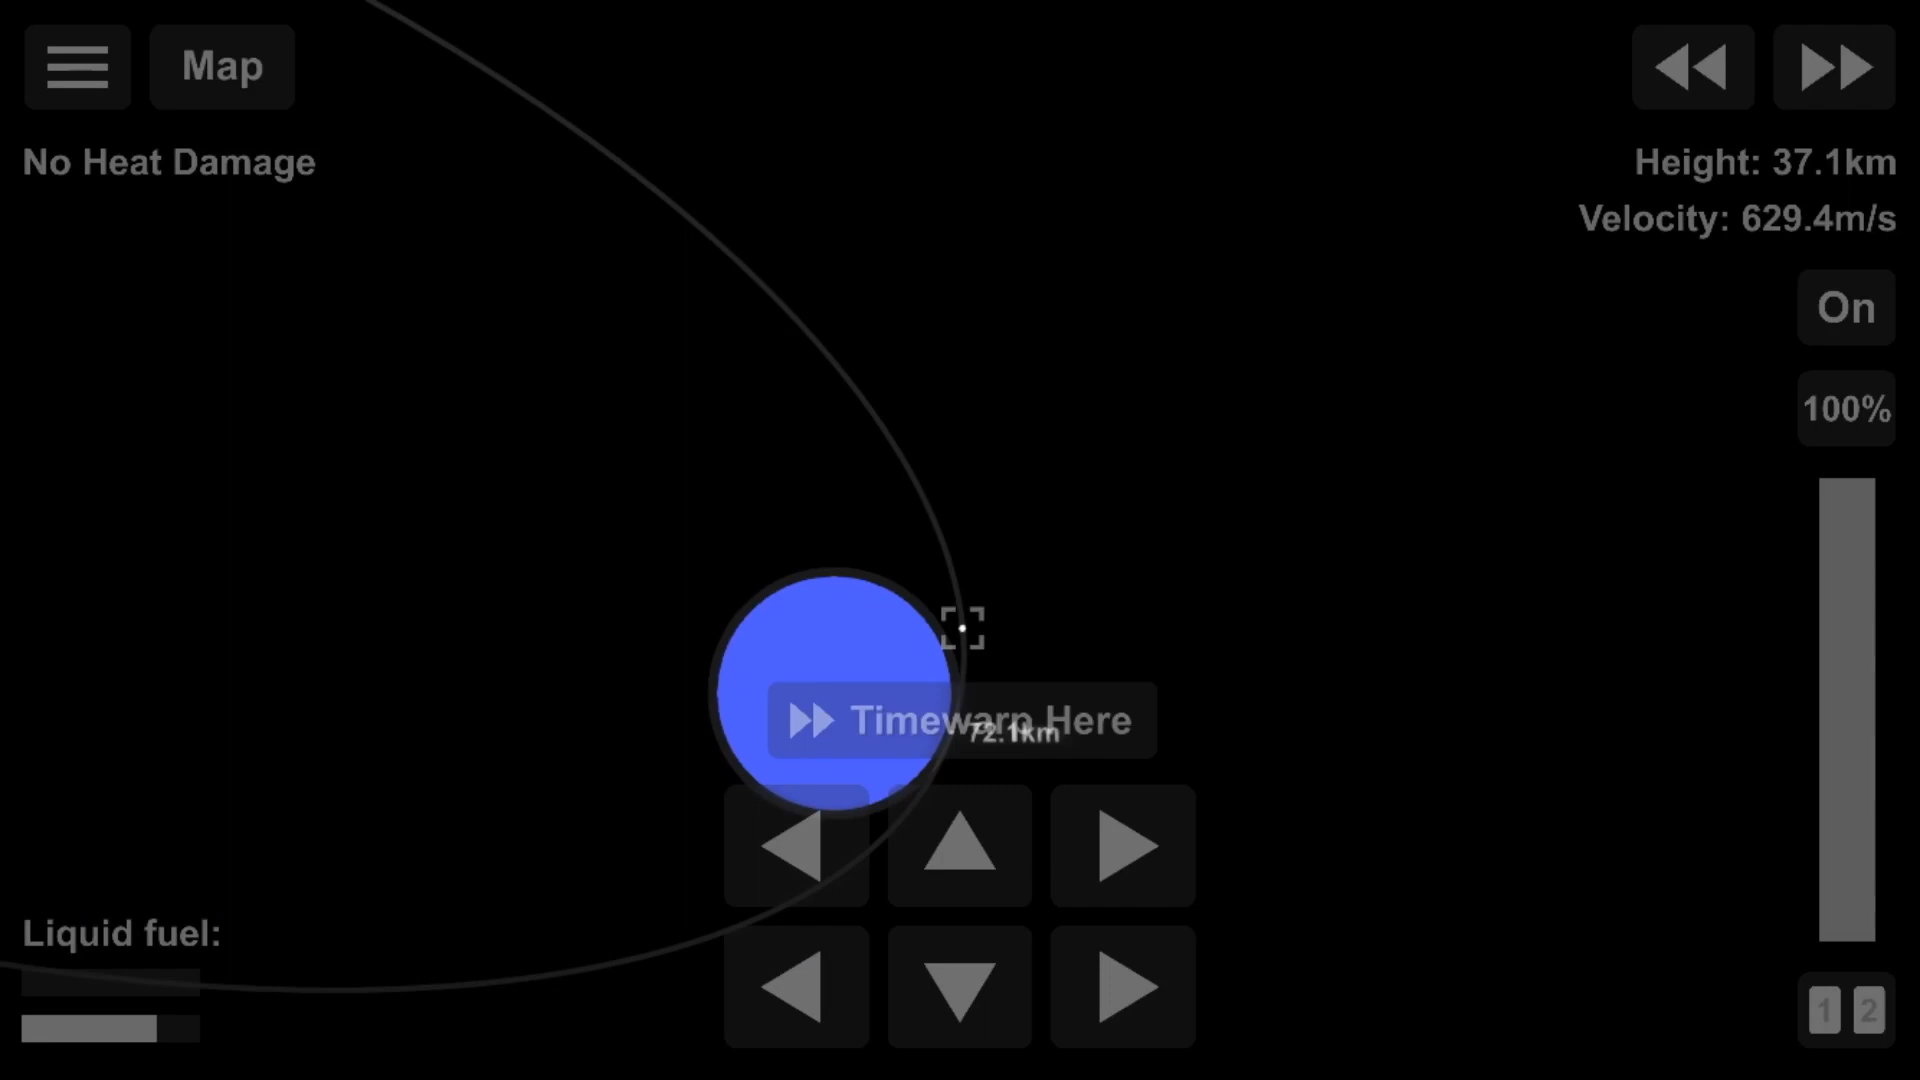 Map
No Heat Damage
Height: 37.1km
Velocity: 629.4m/s
On
100%
Timewarp Here
72.1km
Liquid fuel:
1 2